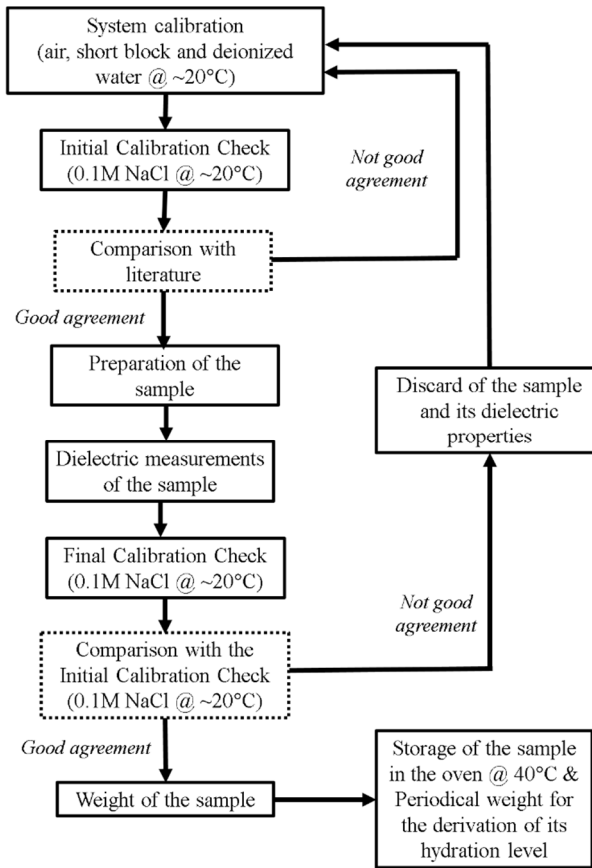 System calibration
(air, short block and deionized
water @ ~20°C)
Initial Calibration Check
(0.1M NaCl @ ~20°C)
Not good
agreement
Comparison with
literature
Good agreement
Preparation of the
sample
Discard of the sample
and its dielectric
properties
Dielectric measurements
of the sample
Final Calibration Check
(0.1M NaCl @ ~20°C)
Not good
agreement
Comparison with the
Initial Calibration Check
(0.1M NaCl @ ~20°C)
Good agreement
Weight of the sample
Storage of the sample
in the oven @ 40°C &
Periodical weight for
the derivation of its
hydration level